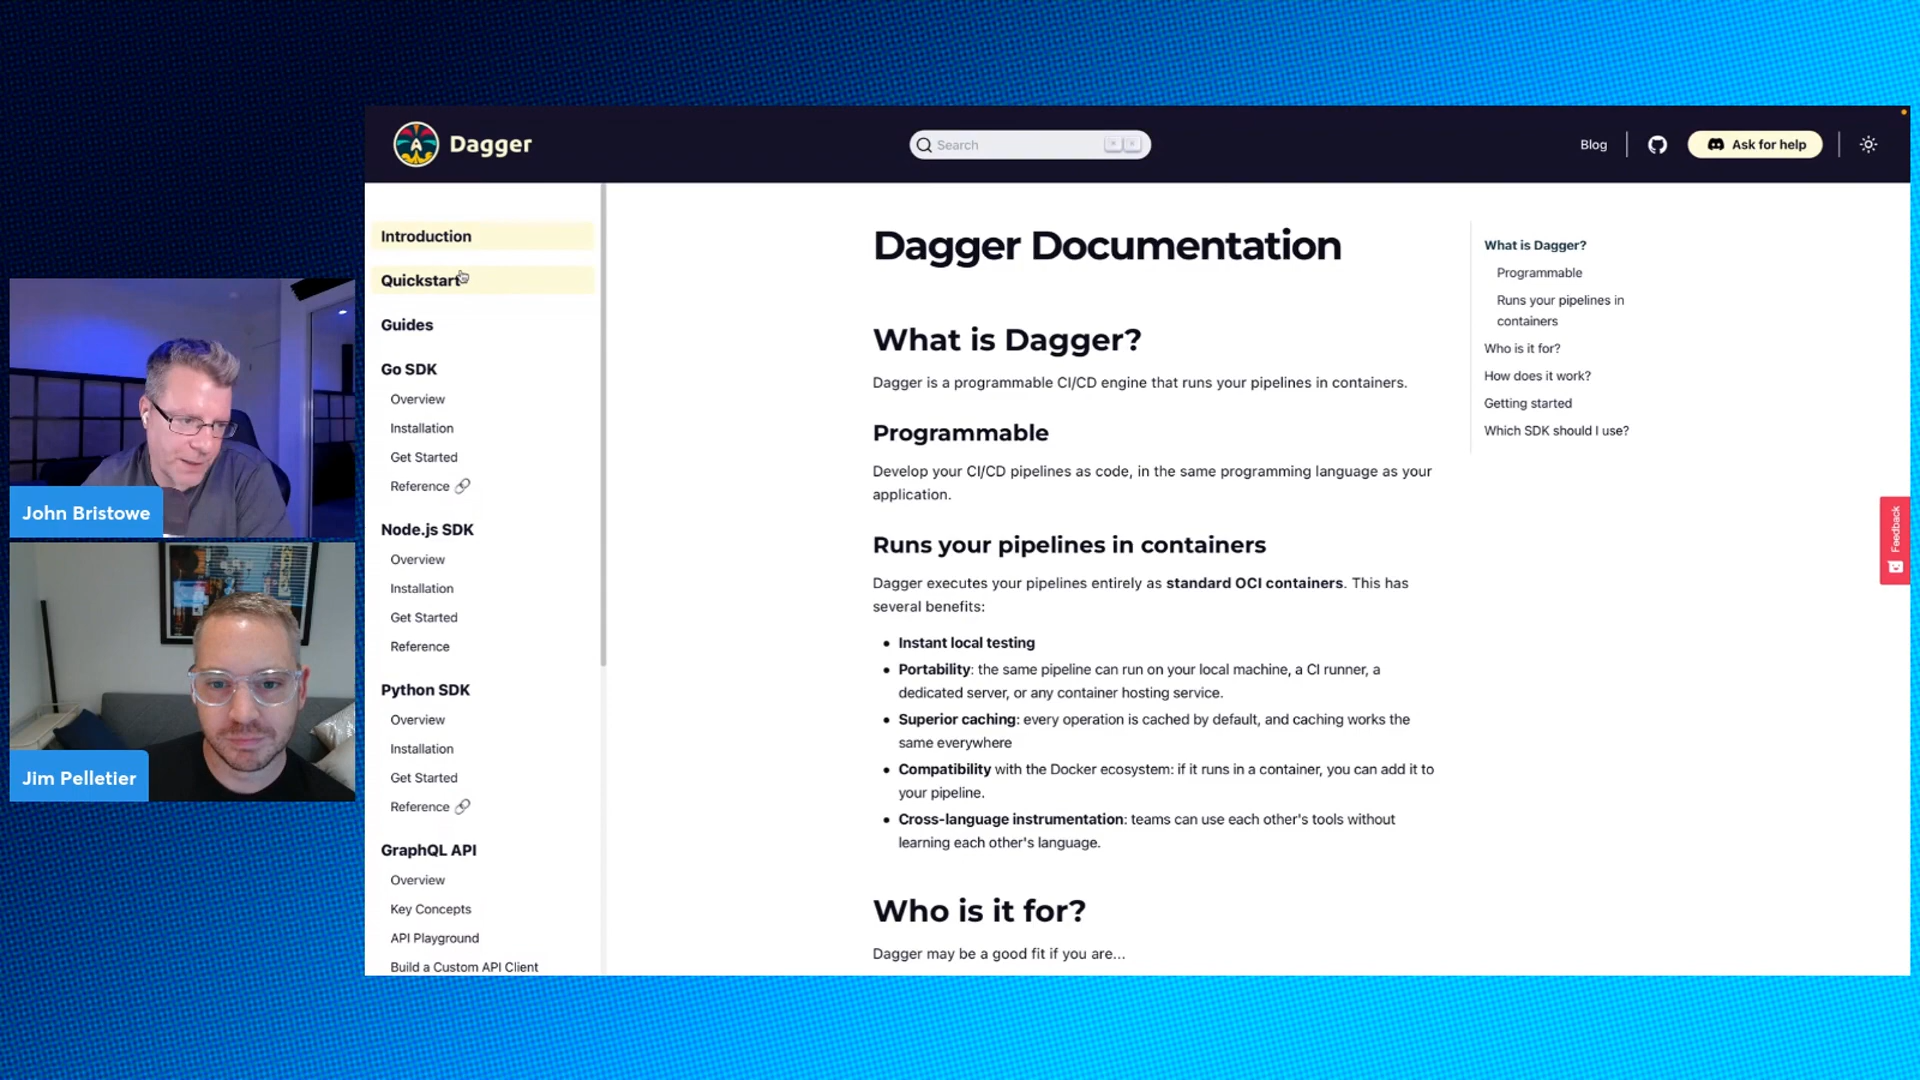 Dagger
Search
Blog
Ask for help
Introduction
Quickstart
Guides
Go SDK
Overview
Installation
Get Started
Reference
Node.js SDK
Overview
Installation
Get Started
Reference
Python SDK
Overview
Installation
Get Started
Reference
GraphQL API
Overview
Key Concepts
API Playground
Build a Custom API Client
Dagger Documentation
What is Dagger?
Dagger is a programmable CI/CD engine that runs your pipelines in containers.
Programmable
Develop your CI/CD pipelines as code, in the same programming language as your
application.
Runs your pipelines in containers
Dagger executes your pipelines entirely as standard OCI containers. This has
several benefits:
Instant local testing
Portability: the same pipeline can run on your local machine, a CI runner, a
dedicated server, or any container hosting service.
Superior caching: every operation is cached by default, and caching works the
same everywhere
Compatibility with the Docker ecosystem: if it runs in a container, you can add it to
your pipeline.
Cross-language instrumentation: teams can use each other's tools without
learning each other's language.
Who is it for?
Dagger may be a good fit if you are...
What is Dagger?
Programmable
Runs your pipelines in
containers
Who is it for?
How does it work?
Getting started
Which SDK should I use?
Feedback
John Bristowe
Jim Pelletier